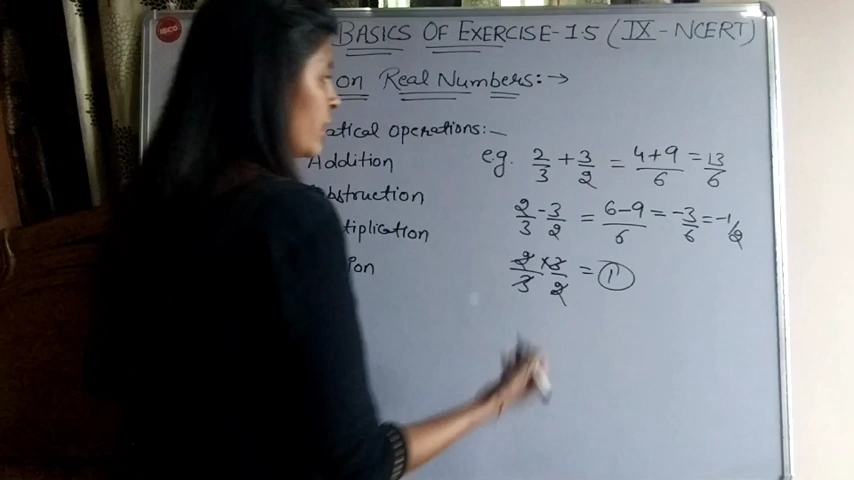 BASICS OF EXERCISE-1.5 (IX - NCERT)
on Real Numbers:→
atical operations:-
Addition
e.g. 2/3 + 3/2 = 4+9/6 = 13/6
bstruction
2/3 - 3/2 = 6-9/6 = -3/6 = -1/2
tiplication
2/3 × 3/2 = 1
ion